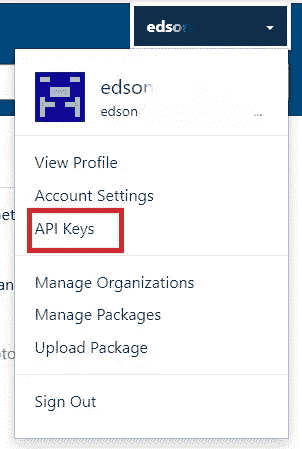 edson
edson
edson
...
View Profile
Account Settings
API Keys
Manage Organizations
Manage Packages
Upload Package
Sign Out